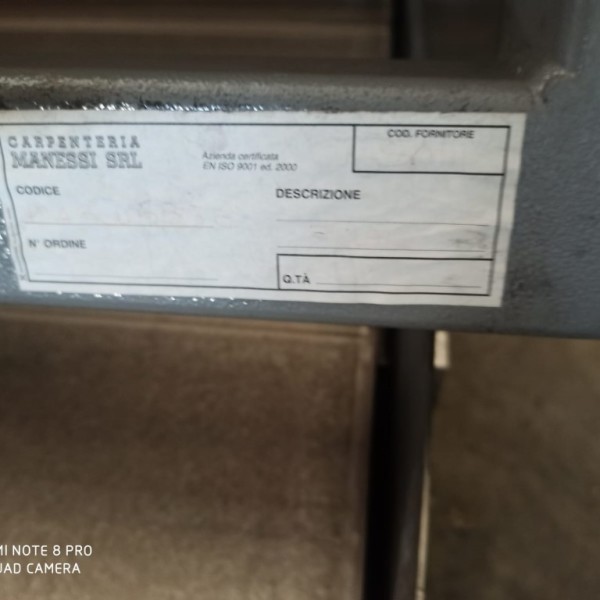 CARPENTERIA
MANESSI SRL
Azienda certificata
EN ISO 9001 ed. 2000
COD. FORNITORE
CODICE
DESCRIZIONE
N° ORDINE
Q.TÀ
MI NOTE 8 PRO
UAD CAMERA